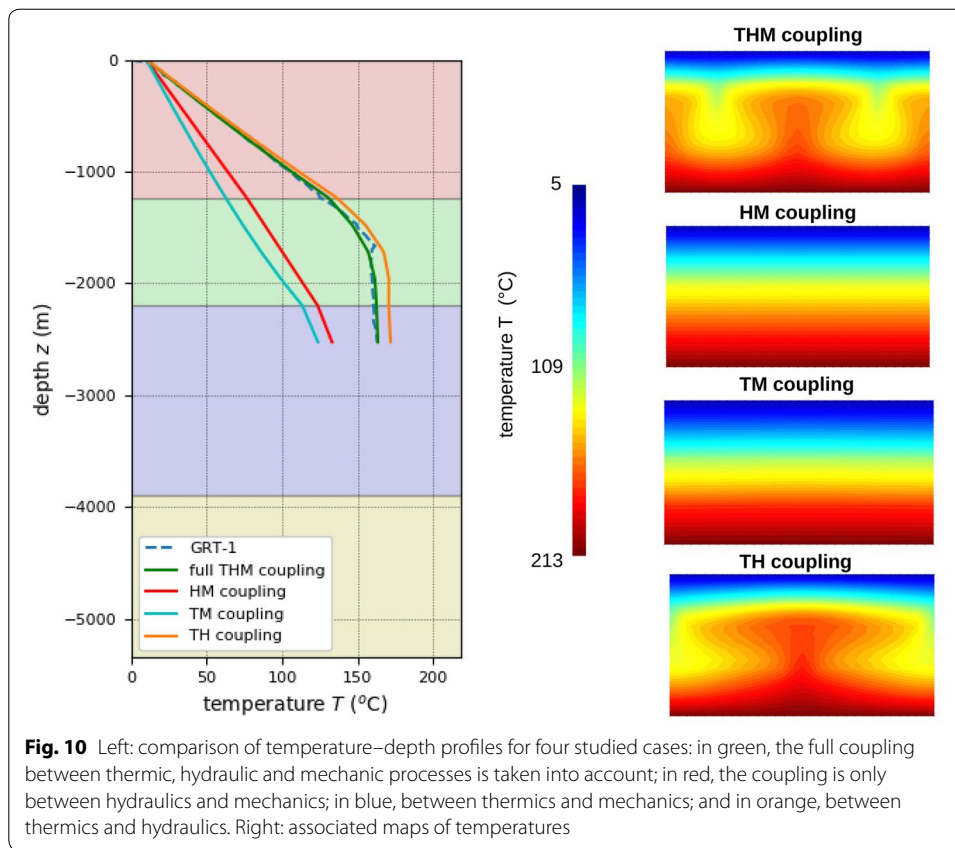 0
−1000
−2000
−3000
−4000
−5000
depth z (m)
0 50 100 150 200
temperature T (°C)
GRT-1
full THM coupling
HM coupling
TM coupling
TH coupling
5
109
213
temperature T (°C)
THM coupling
HM coupling
TM coupling
TH coupling
Fig. 10 Left: comparison of temperature–depth profiles for four studied cases: in green, the full coupling
between thermic, hydraulic and mechanic processes is taken into account; in red, the coupling is only
between hydraulics and mechanics; in blue, between thermics and mechanics; and in orange, between
thermics and hydraulics. Right: associated maps of temperatures